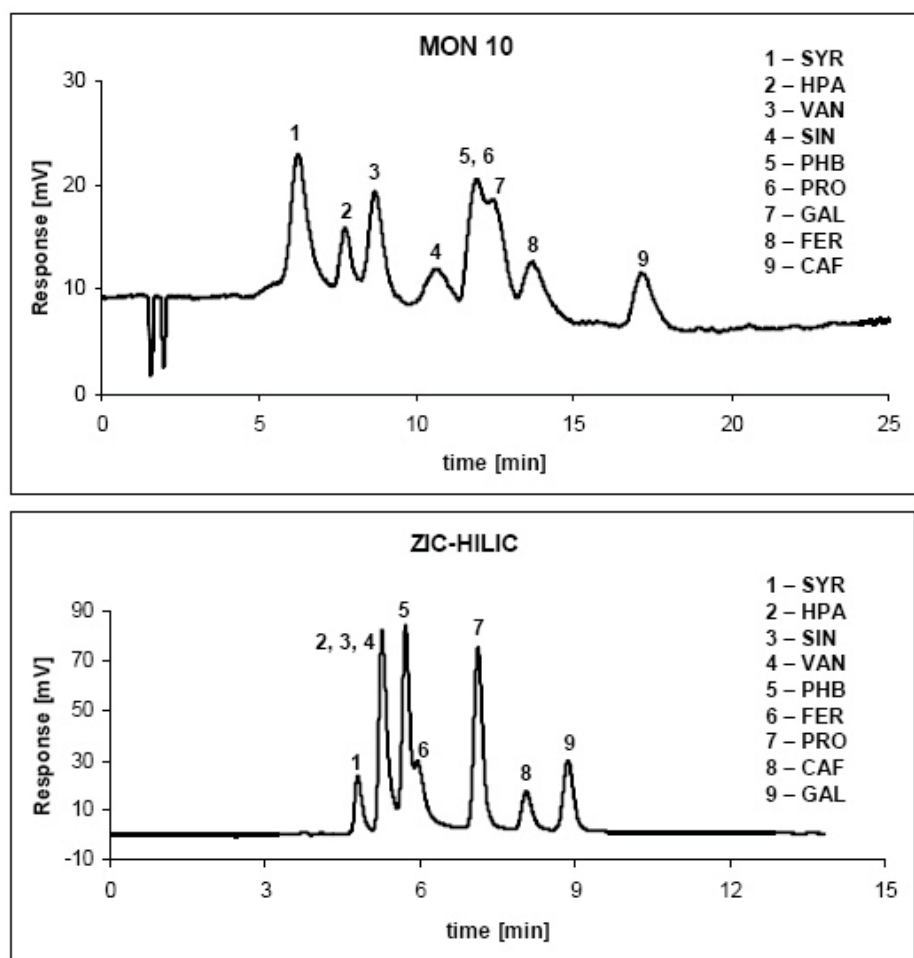 MON 10
1 – SYR
2 – HPA
3 – VAN
4 – SIN
5 – PHB
6 – PRO
7 – GAL
8 – FER
9 – CAF
30
20
10
0
Response [mV]
1
2
3
4
5, 6
7
8
9
0 5 10 15 20 25
time [min]
ZIC-HILIC
1 – SYR
2 – HPA
3 – SIN
4 – VAN
5 – PHB
6 – FER
7 – PRO
8 – CAF
9 – GAL
90
70
50
30
10
-10
Response [mV]
1
2, 3, 4
5
6
7
8
9
0 3 6 9 12 15
time [min]